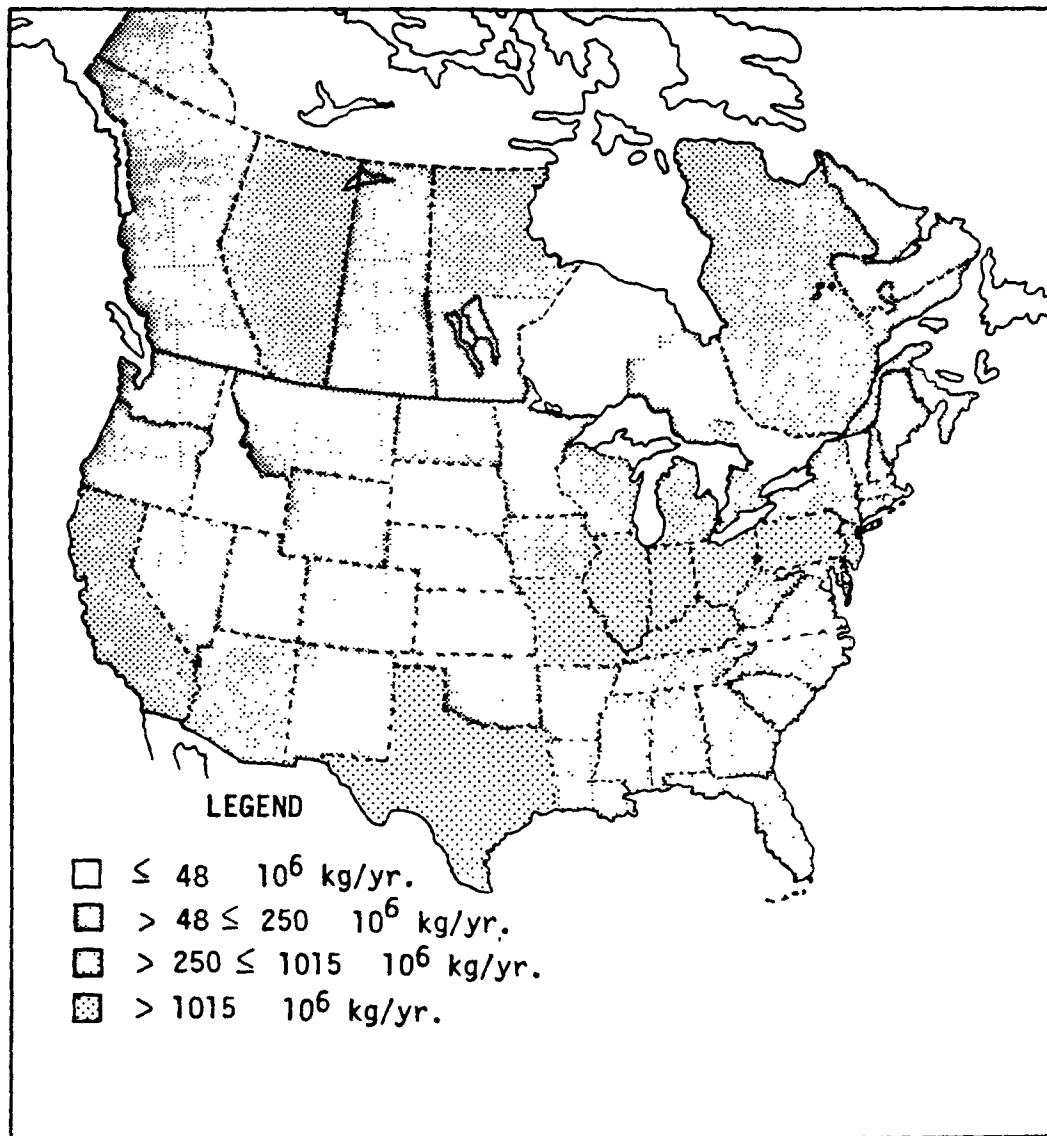 LEGEND
≤ 48 10⁶ kg/yr.
> 48 ≤ 250 10⁶ kg/yr.
> 250 ≤ 1015 10⁶ kg/yr.
> 1015 10⁶ kg/yr.